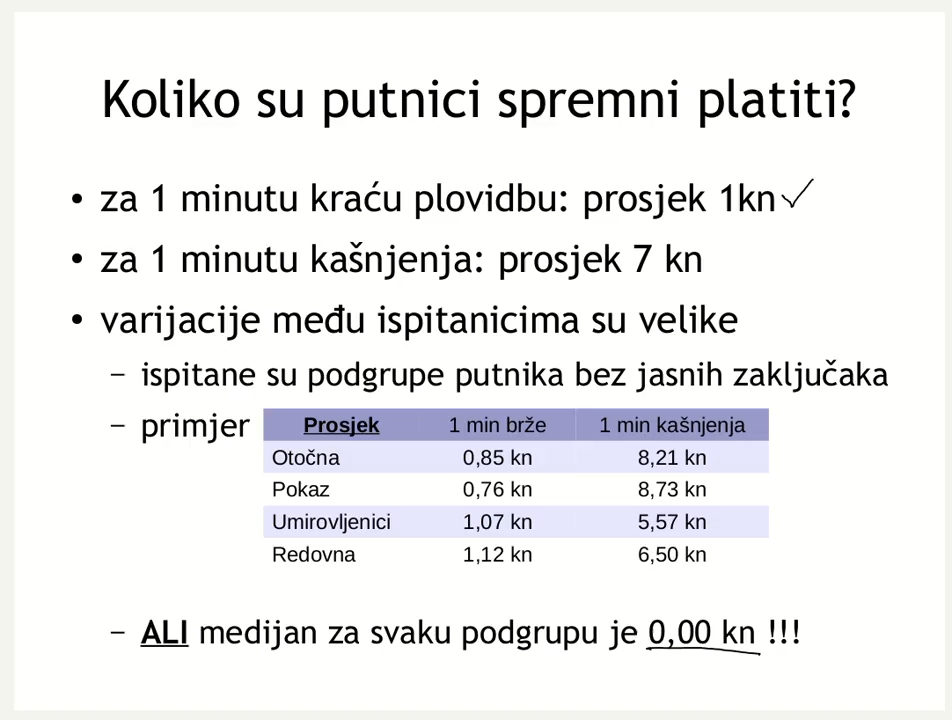 Koliko su putnici spremni platiti?
• za 1 minutu kraću plovidbu: prosjek 1kn✓
• za 1 minutu kašnjenja: prosjek 7 kn
• varijacije među ispitanicima su velike
– ispitane su podgrupe putnika bez jasnih zaključaka
– primjer
Prosjek 1 min brže 1 min kašnjenja
Otočna 0,85 kn 8,21 kn
Pokaz 0,76 kn 8,73 kn
Umirovljenici 1,07 kn 5,57 kn
Redovna 1,12 kn 6,50 kn
– ALI medijan za svaku podgrupu je 0,00 kn !!!